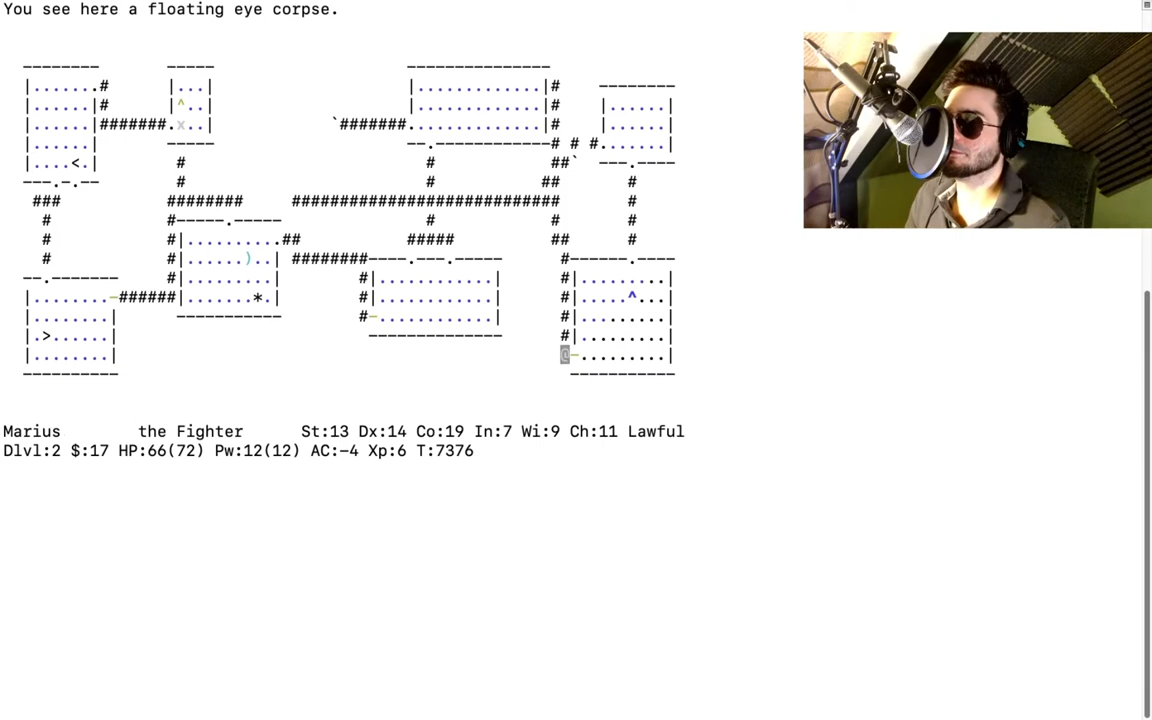 You see here a floating eye corpse.
--------       -----                    ---------------
|.......#      |...|                    |.............|#    --------
|......|#      |^..|                    |.............|#    |......|
|......|#######.x..|            `#######..............|#    |......|
|......|       -----                    --.------------# # #.......
|....<.|        #                         #            ##`  ---.----
---.-.--        #                         #           ##       #
 ###           ########     ############################       #
  #            #-----.-----               #            #       #
  #            #|..........##           #####          ##      #
  #            #|......)..| ########----.---.-----      #------.----
--.-------     #|.........|        #|............|      #|.........|
|........-######|.......*.|        #|............|      #|.....^...|
|........|      -----------        #-............|      #|.........|
|.>......|                          --------------      #|.........|
|........|                                              @-.........|
----------                                               -----------
Marius      the Fighter      St:13 Dx:14 Co:19 In:7 Wi:9 Ch:11 Lawful
Dlvl:2 $:17 HP:66(72) Pw:12(12) AC:-4 Xp:6 T:7376